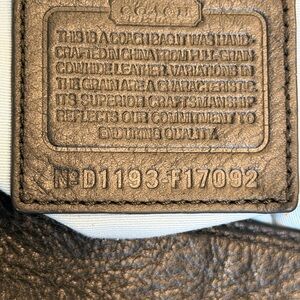 COACH
THIS IS A COACH BAG. IT WAS HAND-
CRAFTED IN CHINA FROM FULL-GRAIN
COWHIDE LEATHER. VARIATIONS IN
THE GRAIN ARE A CHARACTERISTIC.
ITS SUPERIOR CRAFTSMANSHIP
REFLECTS OUR COMMITMENT TO
ENDURING QUALITY.
Nº D1193-F17092